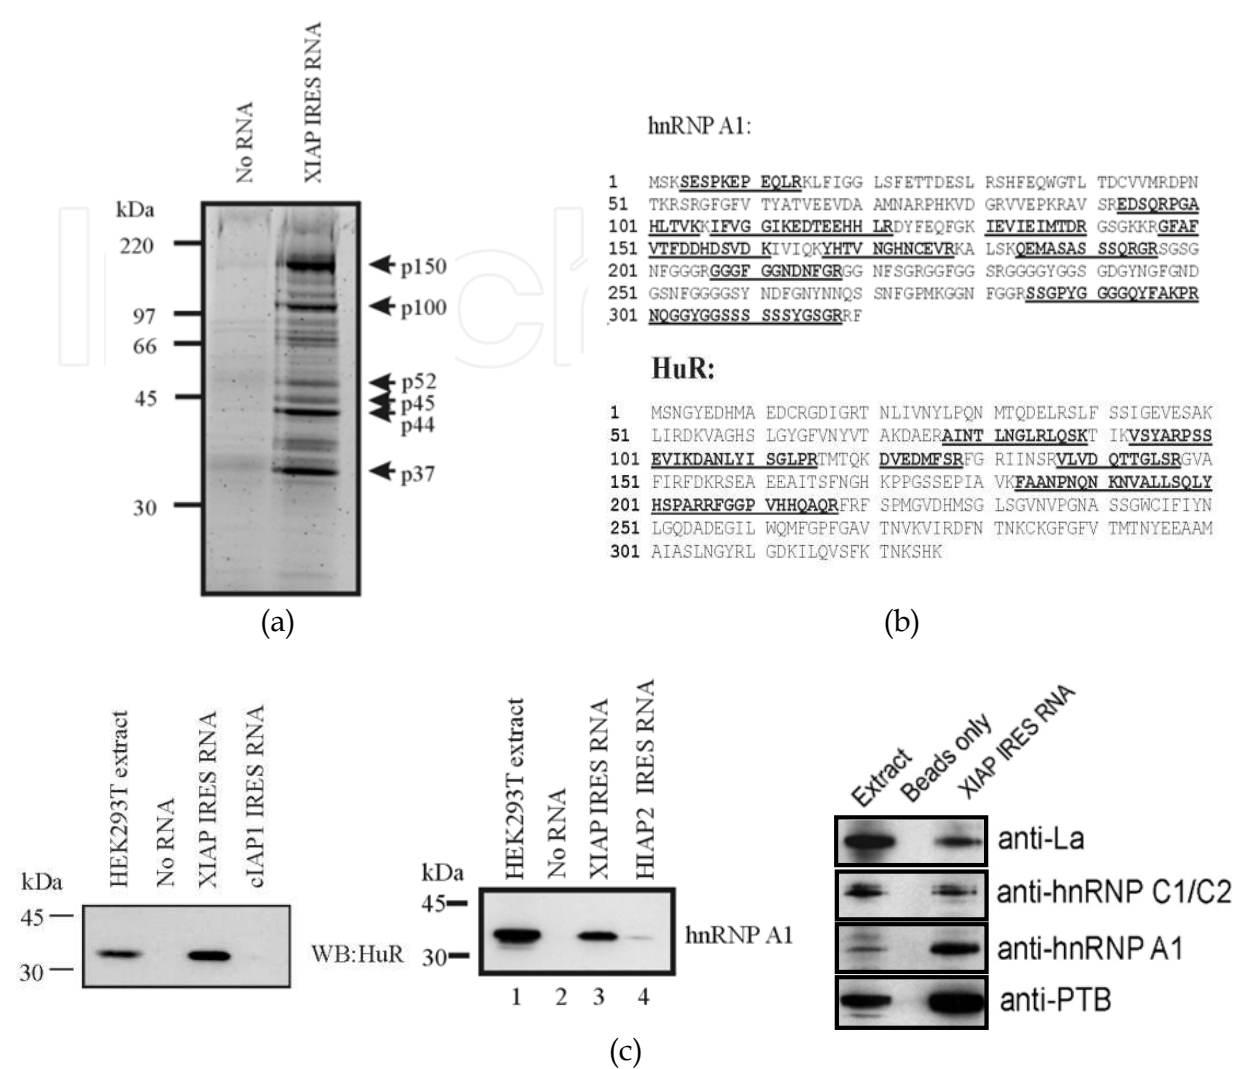 No RNA
XIAP IRES RNA
kDa
220
97
66
45
30
p150
p100
p52
p45
p44
p37
(a)
hnRNP A1:
1 MSKSESPKEP EQLRKLFIGG LSFETTDESL RSHFEQWGTL TDCVVMRDPN
51 TKRSRGFGFV TYATVEEVDA AMNARPHKVD GRVVEPKRAV SREDSQRPGA
101 HLTVKKIFVG GIKEDTEEHH LRDYFEQFGK IEVIEIMTDR GSGKKRGFAF
151 VTFDDHDSVD KIVIQKYHTV NGHNCEVRKA LSKQEMASAS SSQRGRSGSG
201 NFGGGRGGGF GGNDNFGRGG NFSGRGGFGG SRGGGGYGGS GDGYNGFGND
251 GSNFGGGGSY NDFGNYNNQS SNFGPMKGGN FGGRSSGPYG GGGQYFAKPR
301 NQGGYGGSSS SSSYGSGRRF
HuR:
1 MSNGYEDHMA EDCRGDIGRT NLIVNYLPQN MTQDELRSLF SSIGEVESAK
51 LIRDKVAGHS LGYGFVNYVT AKDAERAINT LNGLRLQSKT IKVSYARPSS
101 EVIKDANLYI SGLPRTMTQK DVEDMFSRFG RIINSRVLVD QTTGLSRGVA
151 FIRFDKRSEA EEAITSFNGH KPPGSSEPIA VKFAANPNQN KNVALLSQLY
201 HSPARRFGGP VHHQAQRFRF SPMGVDHMSG LSGVNVPGNA SSGWCIFIYN
251 LGQDADEGIL WQMFGPFGAV TNVKVIRDFN TNKCKGFGFV TMTNYEEAAM
301 AIASLNGYRL GDKILQVSFK TNKSHK
(b)
HEK293T extract
No RNA
XIAP IRES RNA
cIAP1 IRES RNA
kDa
45
30
WB:HuR
HEK293T extract
No RNA
XIAP IRES RNA
HIAP2 IRES RNA
kDa
45
30
hnRNP A1
1 2 3 4
Extract
Beads only
XIAP IRES RNA
anti-La
anti-hnRNP C1/C2
anti-hnRNP A1
anti-PTB
(c)